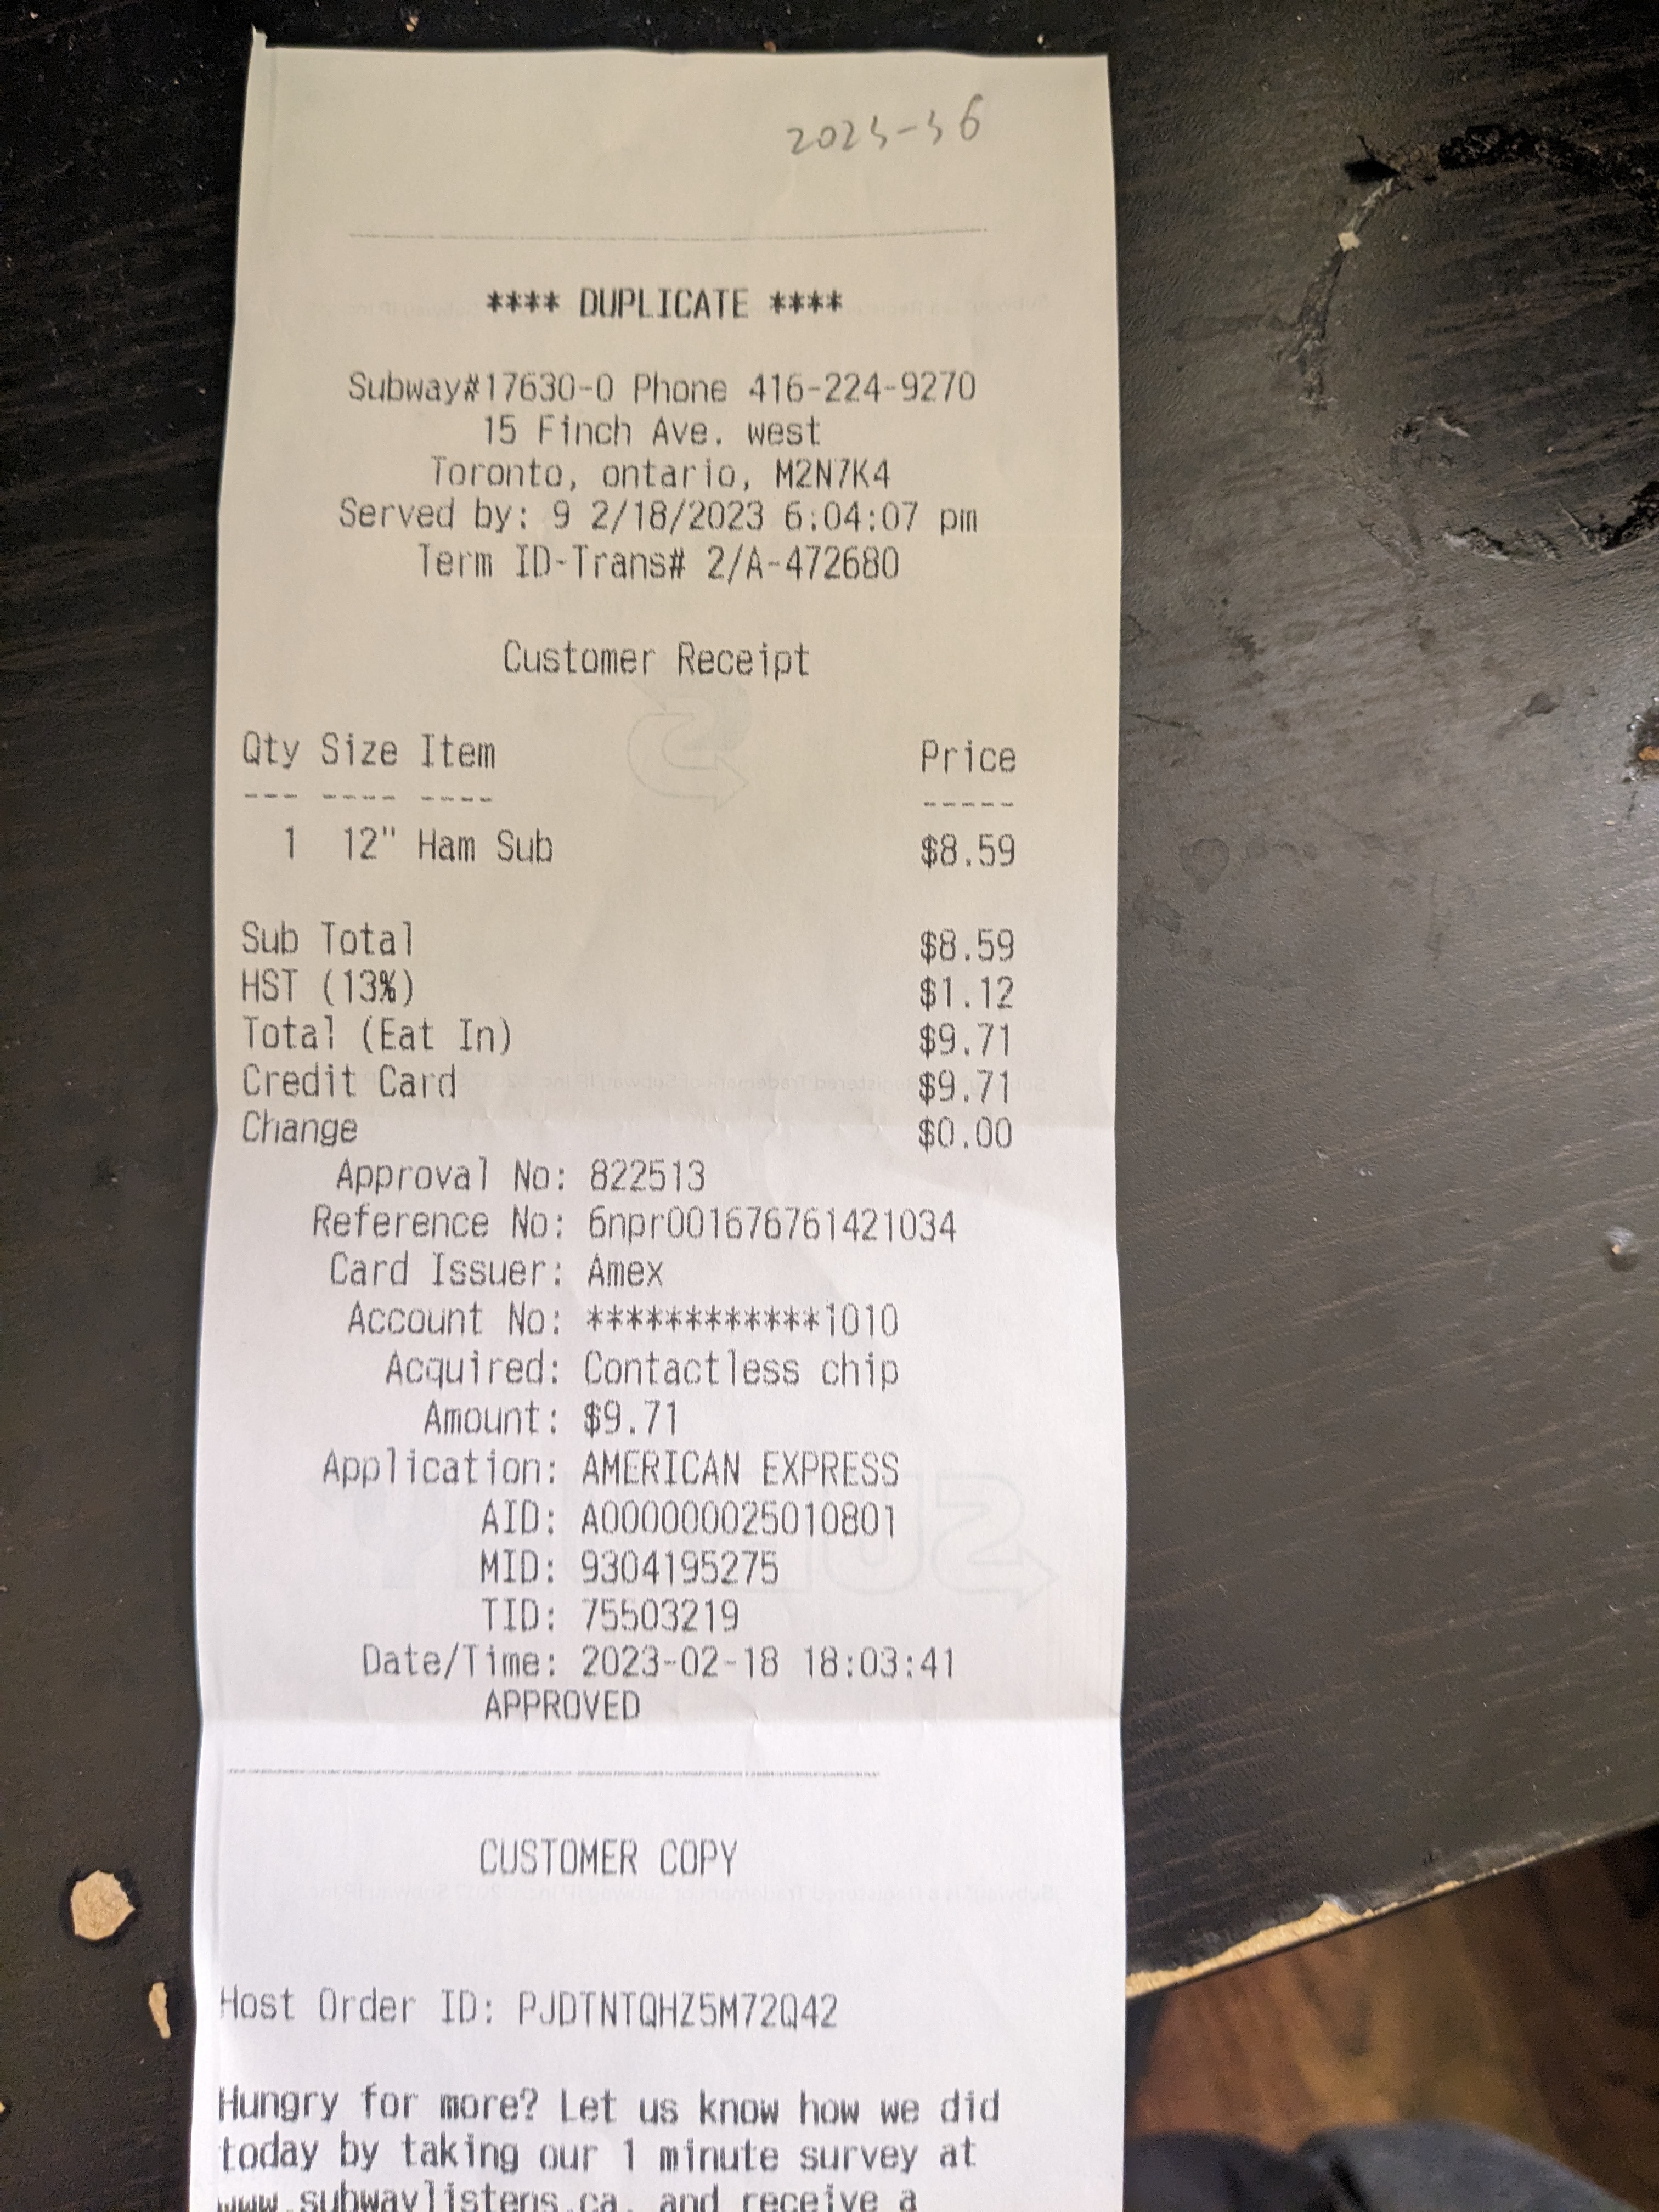 2023-36
**** DUPLICATE ****
Subway#17630-0 Phone 416-224-9270
15 Finch Ave. west
Toronto, ontario, M2N7K4
Served by: 9 2/18/2023 6:04:07 pm
Term ID-Trans# 2/A-472680
Customer Receipt
Qty Size Item Price
--- ---- ---- -----
1 12" Ham Sub $8.59
Sub Total $8.59
HST (13%) $1.12
Total (Eat In) $9.71
Credit Card $9.71
Change $0.00
Approval No: 822513
Reference No: 6npr001676761421034
Card Issuer: Amex
Account No: ************1010
Acquired: Contactless chip
Amount: $9.71
Application: AMERICAN EXPRESS
AID: A000000025010801
MID: 9304195275
TID: 75503219
Date/Time: 2023-02-18 18:03:41
APPROVED
CUSTOMER COPY
Host Order ID: PJDTNTQHZ5M72Q42
Hungry for more? Let us know how we did
today by taking our 1 minute survey at
www.subwaylistens.ca, and receive a